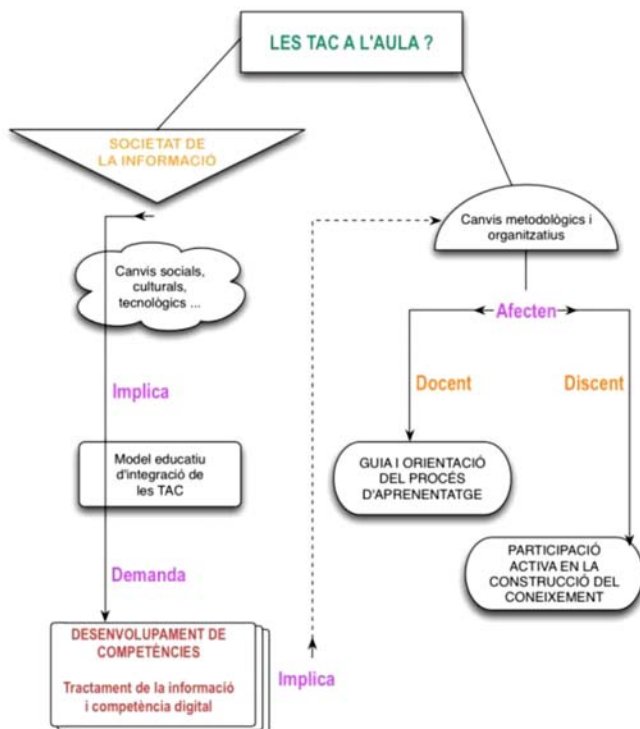 LES TAC A L'AULA ?
SOCIETAT DE
LA INFORMACIÓ
Canvis socials,
culturals,
tecnològics ...
Implica
Model educatiu
d'integració de
les TAC
Demanda
DESENVOLUPAMENT DE
COMPETÈNCIES
Tractament de la informació
i competència digital
Implica
Canvis metodològics i
organitzatius
Afecten
Docent
Discent
GUIA I ORIENTACIÓ
DEL PROCÉS
D'APRENENTATGE
PARTICIPACIÓ
ACTIVA EN LA
CONSTRUCCIÓ DEL
CONEIXEMENT